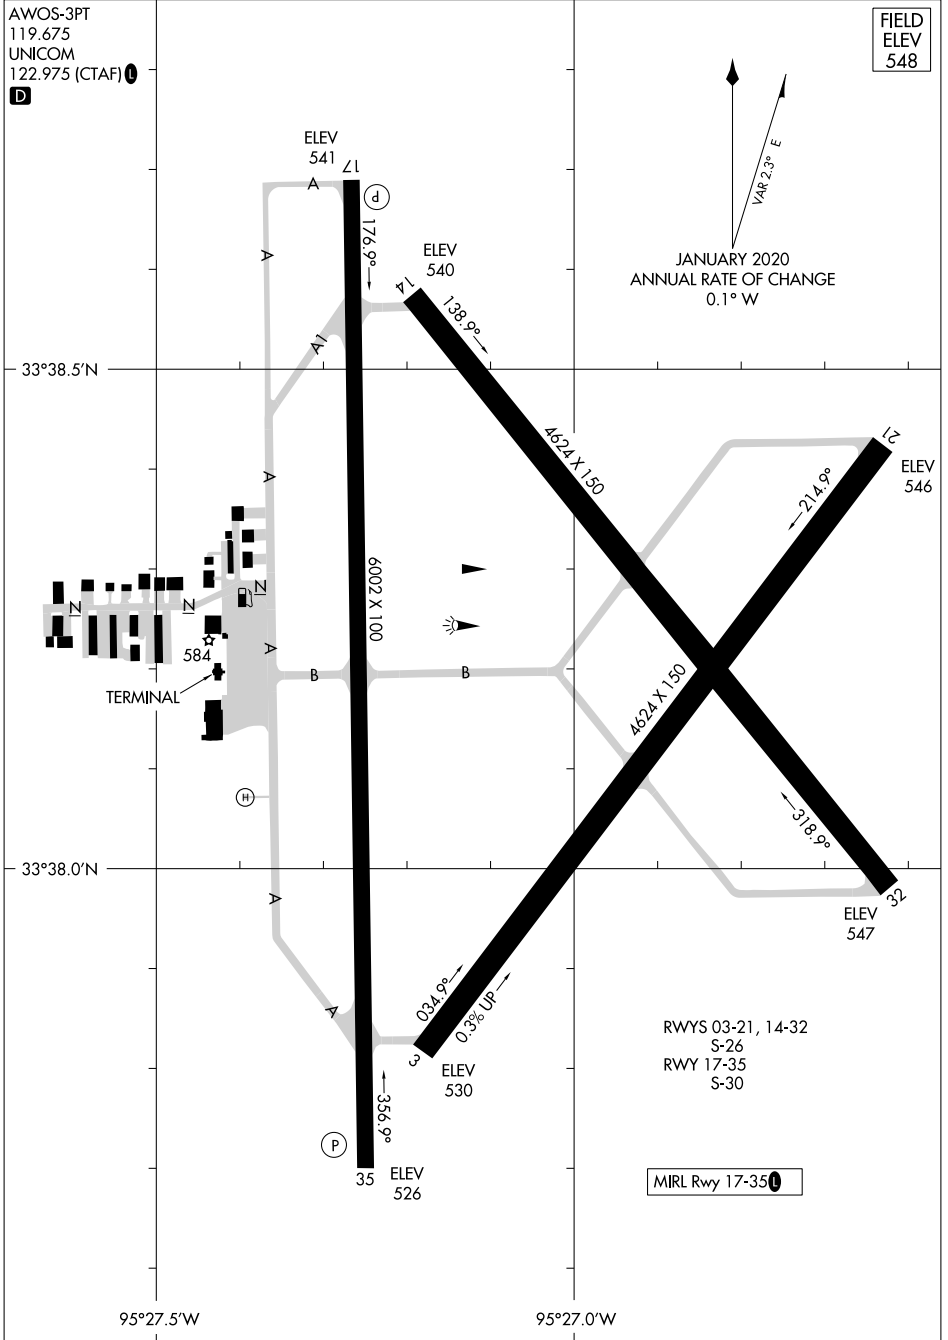 AWOS-3PT
119.675
UNICOM
122.975 (CTAF) L
D
FIELD
ELEV
548
VAR 2.3° E
JANUARY 2020
ANNUAL RATE OF CHANGE
0.1° W
ELEV
541
17
P
A
176.9°
A
ELEV
540
14
138.9°
A1
33°38.5'N
4624 X 150
21
ELEV
546
214.9°
A
6002 X 100
N
N
N
584
A
B
B
TERMINAL
4624 X 150
H
318.9°
33°38.0'N
A
32
ELEV
547
034.9°
0.3% UP
A
3
ELEV
530
RWYS 03-21, 14-32
S-26
RWY 17-35
S-30
356.9°
P
35
ELEV
526
MIRL Rwy 17-35 L
95°27.5'W
95°27.0'W